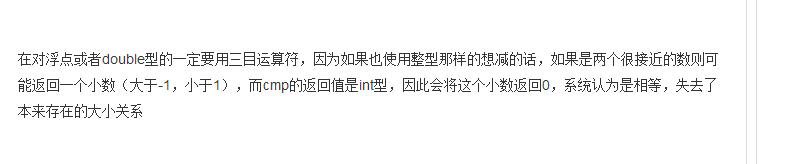 在对浮点或者double型的一定要用三目运算符，因为如果也使用整型那样的想减的话，如果是两个很接近的数则可
能返回一个小数（大于-1，小于1），而cmp的返回值是int型，因此会将这个小数返回0，系统认为是相等，失去了
本来存在的大小关系